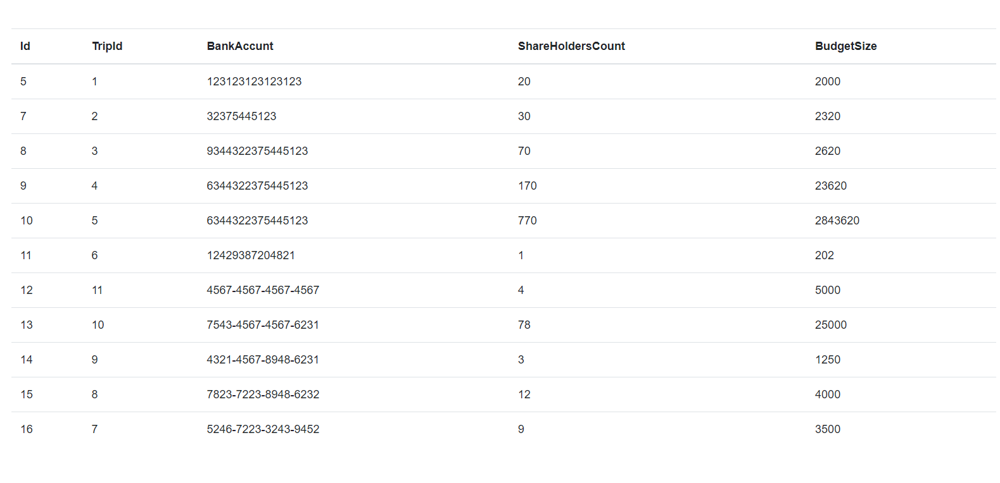 Id TripId BankAccunt ShareHoldersCount BudgetSize
5 1 123123123123123 20 2000
7 2 32375445123 30 2320
8 3 9344322375445123 70 2620
9 4 6344322375445123 170 23620
10 5 6344322375445123 770 2843620
11 6 12429387204821 1 202
12 11 4567-4567-4567-4567 4 5000
13 10 7543-4567-4567-6231 78 25000
14 9 4321-4567-8948-6231 3 1250
15 8 7823-7223-8948-6232 12 4000
16 7 5246-7223-3243-9452 9 3500